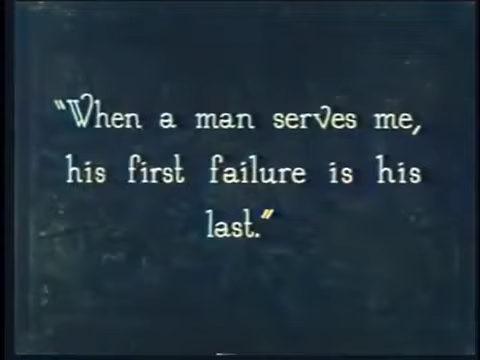 “When a man serves me,
his first failure is his
last.”